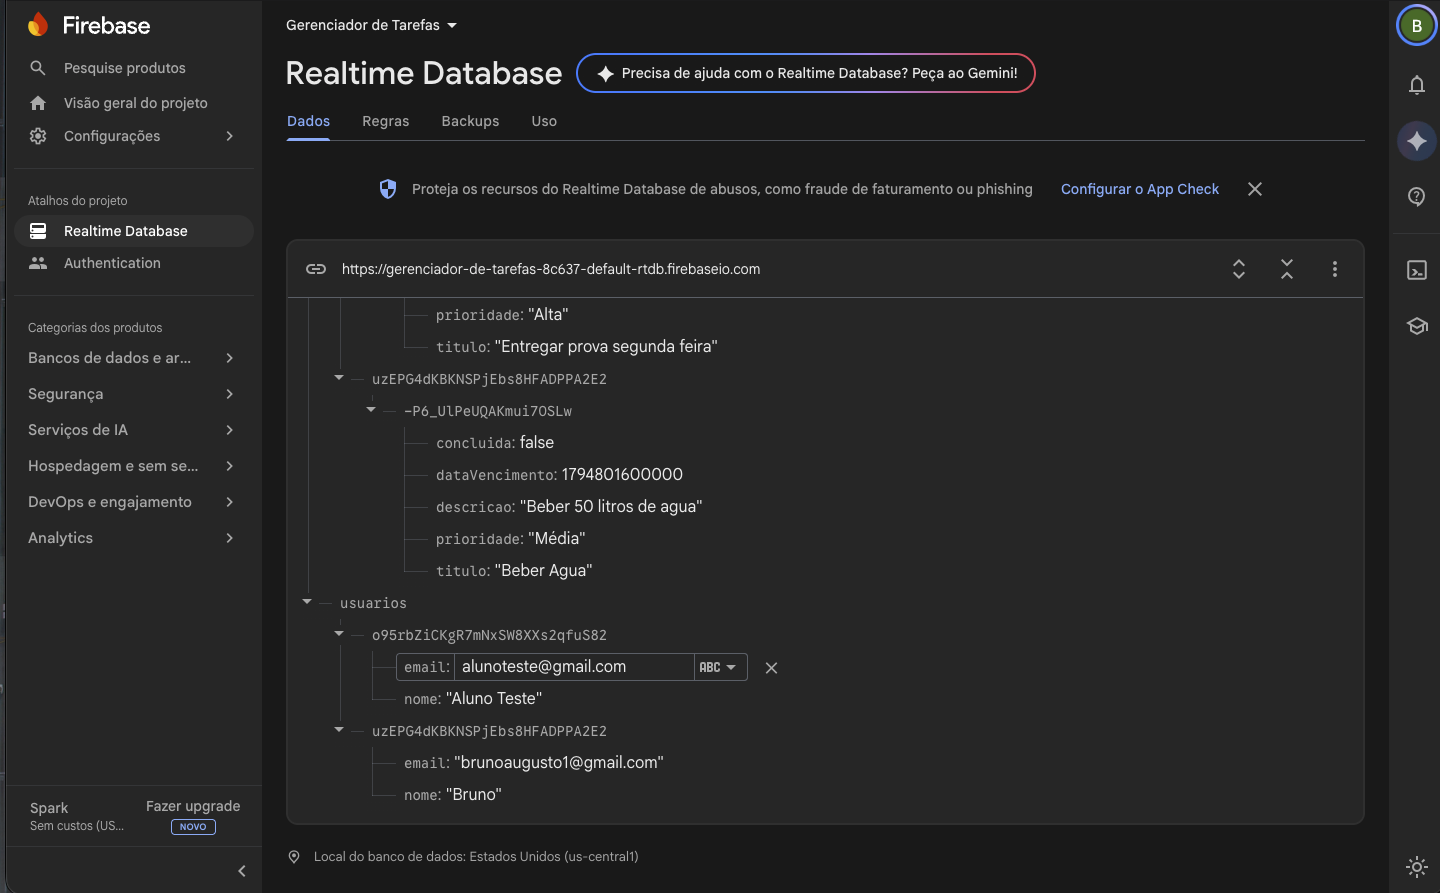 Firebase
Pesquise produtos
Visão geral do projeto
Configurações
Atalhos do projeto
Realtime Database
Authentication
Categorias dos produtos
Bancos de dados e ar...
Segurança
Serviços de IA
Hospedagem e sem se...
DevOps e engajamento
Analytics
Spark
Sem custos (US...
Fazer upgrade
NOVO
Gerenciador de Tarefas
Realtime Database
Precisa de ajuda com o Realtime Database? Peça ao Gemini!
Dados Regras Backups Uso
Proteja os recursos do Realtime Database de abusos, como fraude de faturamento ou phishing Configurar o App Check
https://gerenciador-de-tarefas-8c637-default-rtdb.firebaseio.com
prioridade: "Alta"
titulo: "Entregar prova segunda feira"
uzEPG4dKBKNSPjEbs8HFADPPA2E2
-P6_UlPeUQAKmui7OSLw
concluida: false
dataVencimento: 1794801600000
descricao: "Beber 50 litros de agua"
prioridade: "Média"
titulo: "Beber Agua"
usuarios
o95rbZiCKgR7mNxSW8XXs2qfuS82
email: alunoteste@gmail.com ABC
nome: "Aluno Teste"
uzEPG4dKBKNSPjEbs8HFADPPA2E2
email: "brunoaugusto1@gmail.com"
nome: "Bruno"
Local do banco de dados: Estados Unidos (us-central1)
B